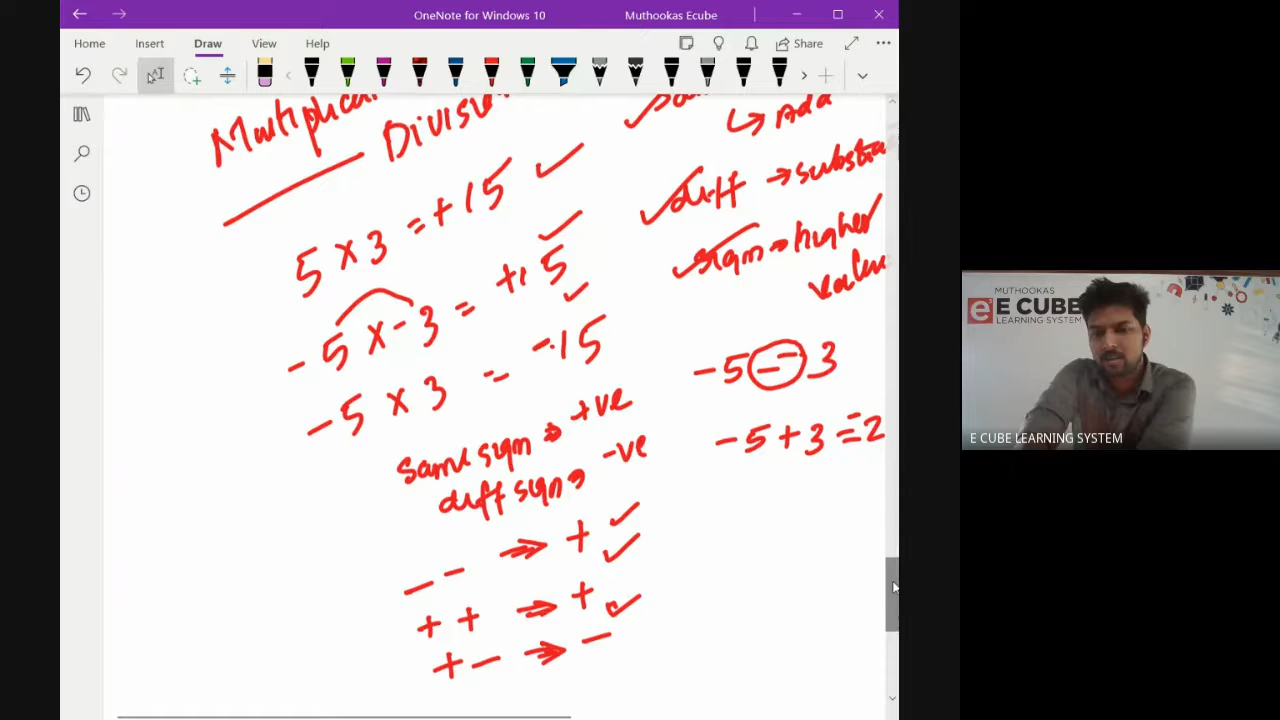 OneNote for Windows 10
Muthookas Ecube
Home Insert Draw View Help
Share
Division
5 × 3 = +15
-5 × -3 = +15
-5 × 3 = -15
same sign → +ve
diff sign → -ve
- - → +
+ + → +
+ - → -
↳ Add
diff → substra
sign → higher
value
-5 - - 3
-5 + 3 = -2
MUTHOOKAS
e3 E CUBE
LEARNING SYSTEM
E CUBE LEARNING SYSTEM